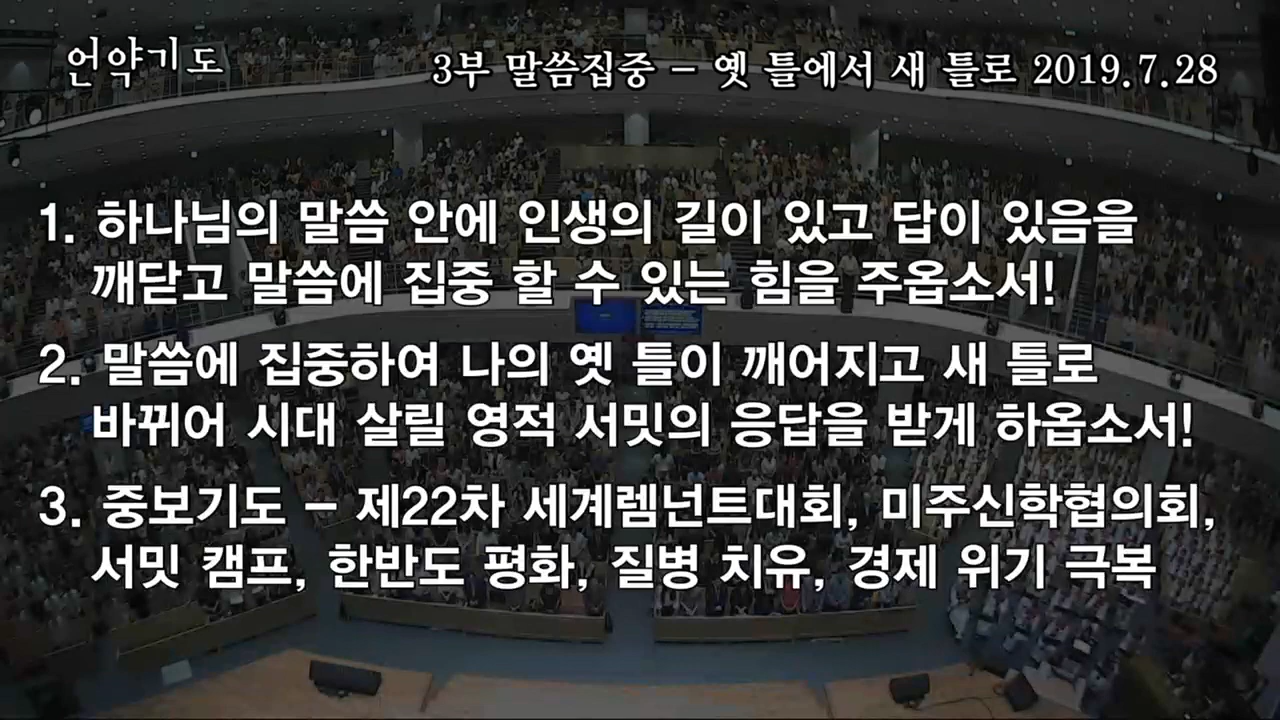 언약기도
3부 말씀집중 – 옛 틀에서 새 틀로 2019.7.28
1. 하나님의 말씀 안에 인생의 길이 있고 답이 있음을
깨닫고 말씀에 집중 할 수 있는 힘을 주옵소서!
2. 말씀에 집중하여 나의 옛 틀이 깨어지고 새 틀로
바뀌어 시대 살릴 영적 서밋의 응답을 받게 하옵소서!
3. 중보기도 – 제22차 세계렘넌트대회, 미주신학협의회,
서밋 캠프, 한반도 평화, 질병 치유, 경제 위기 극복